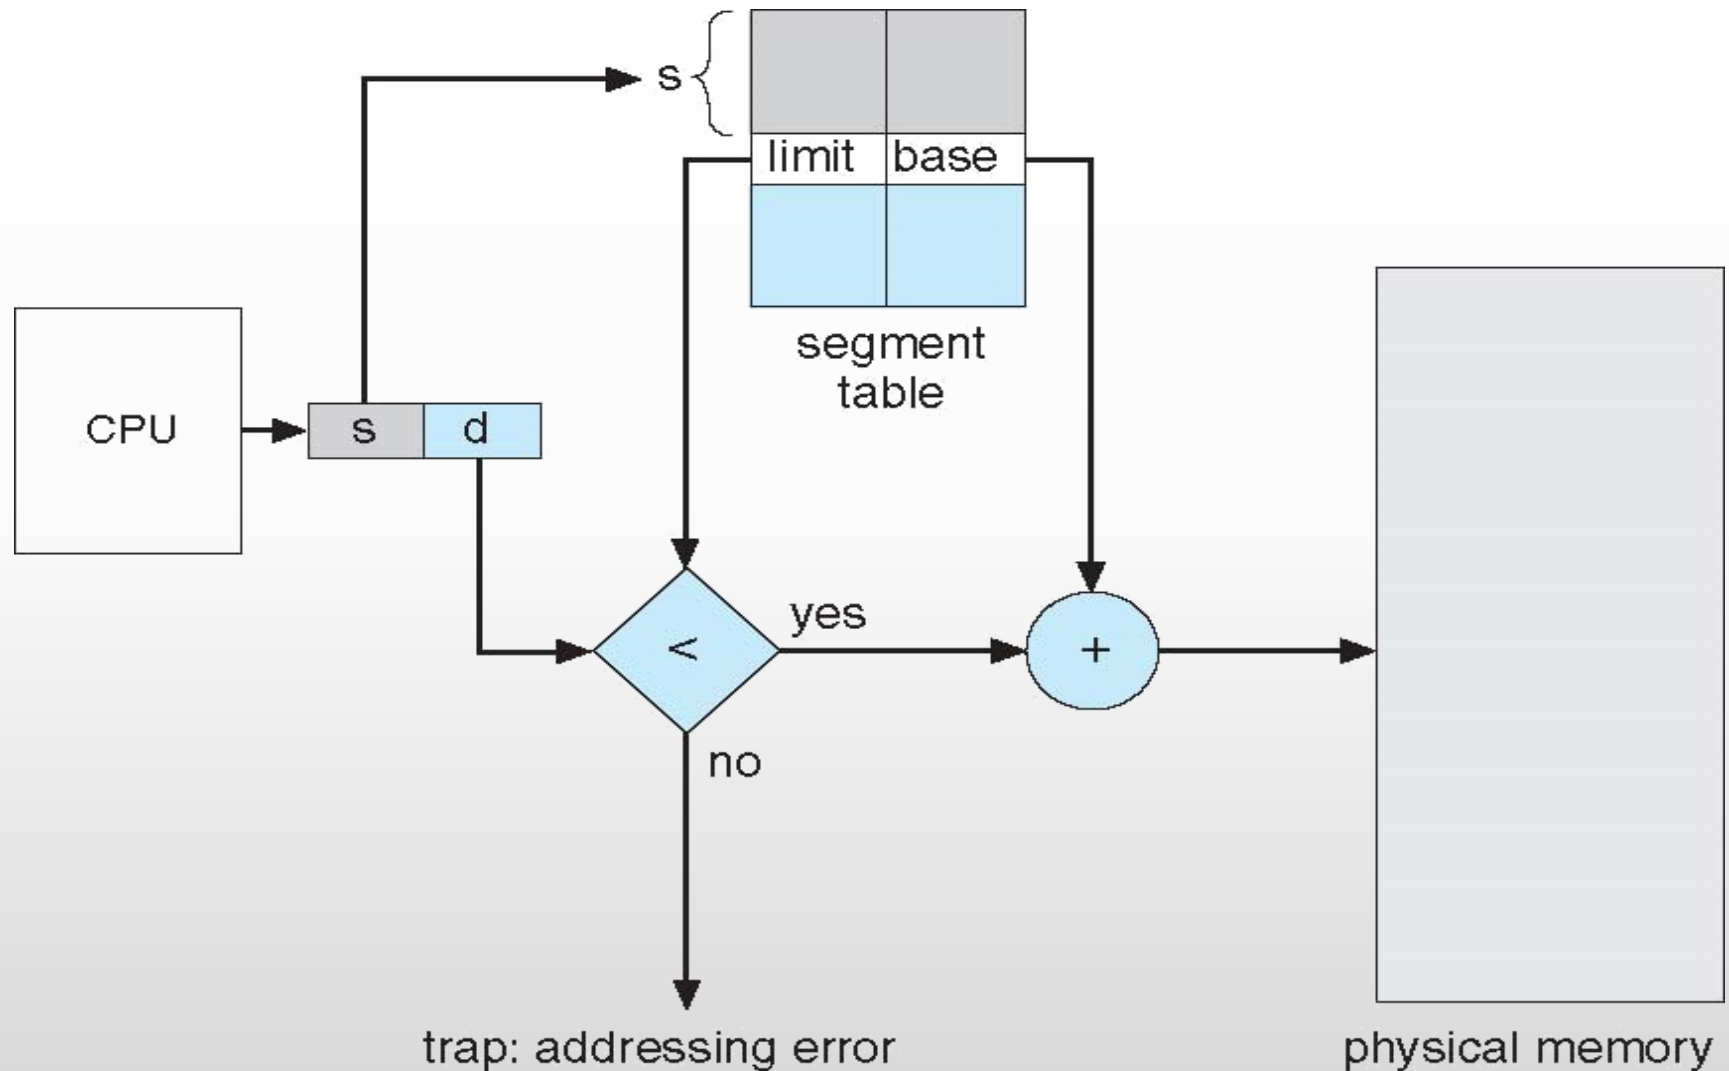 s
limit base
segment
table
CPU
s d
<
yes
+
no
trap: addressing error
physical memory